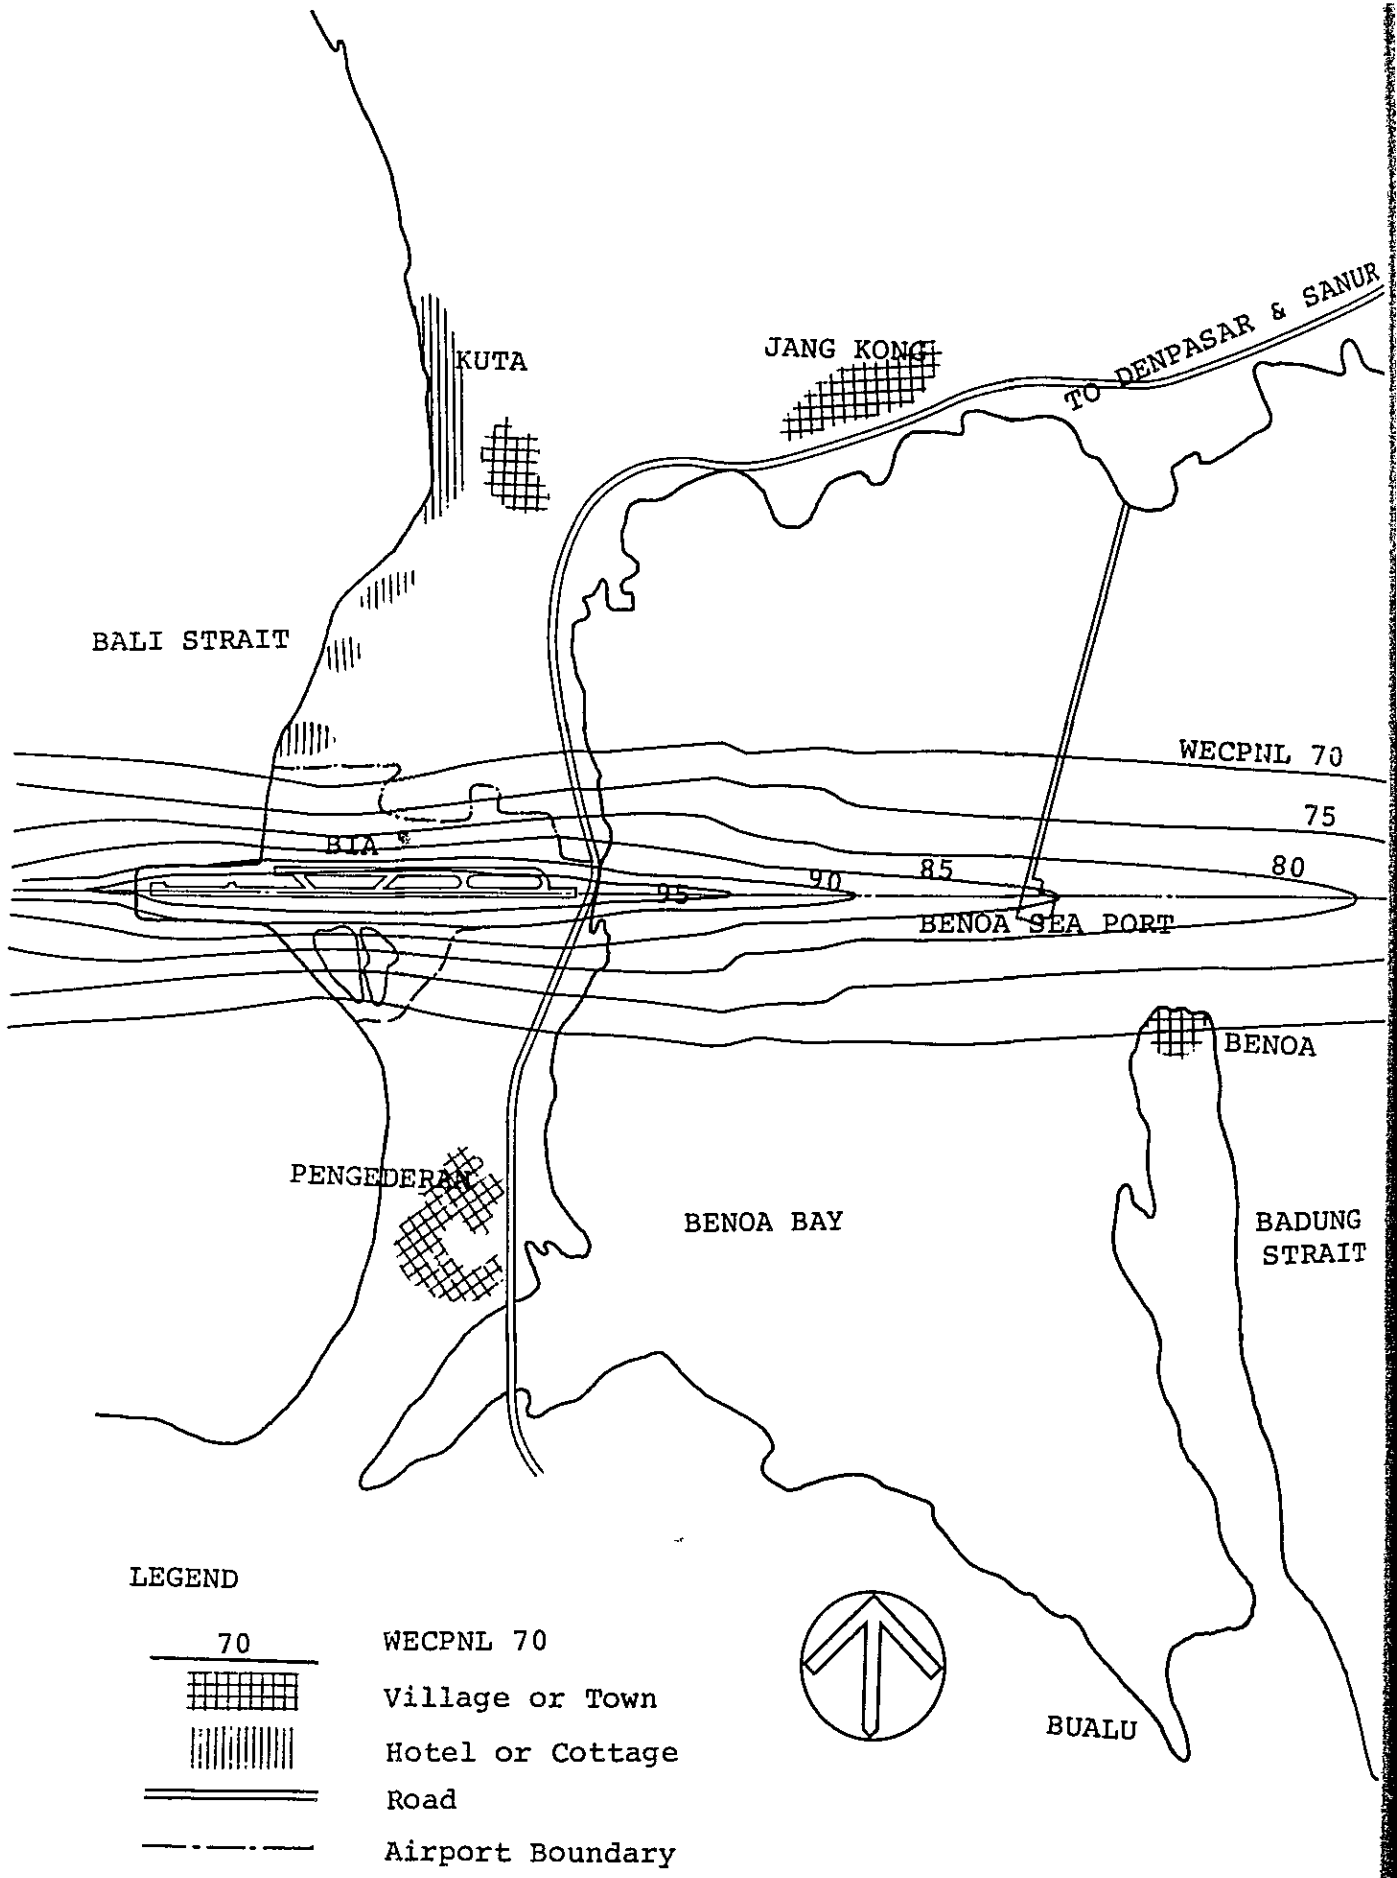 TO DENPASAR & SANUR
JANG KONG
KUTA
BALI STRAIT
WECPNL 70
75
BIA
80
85
90
95
BENOA SEA PORT
BENOA
PENGEDERAN
BENOA BAY
BADUNG
STRAIT
LEGEND
70 WECPNL 70
Village or Town
Hotel or Cottage
Road
Airport Boundary
BUALU